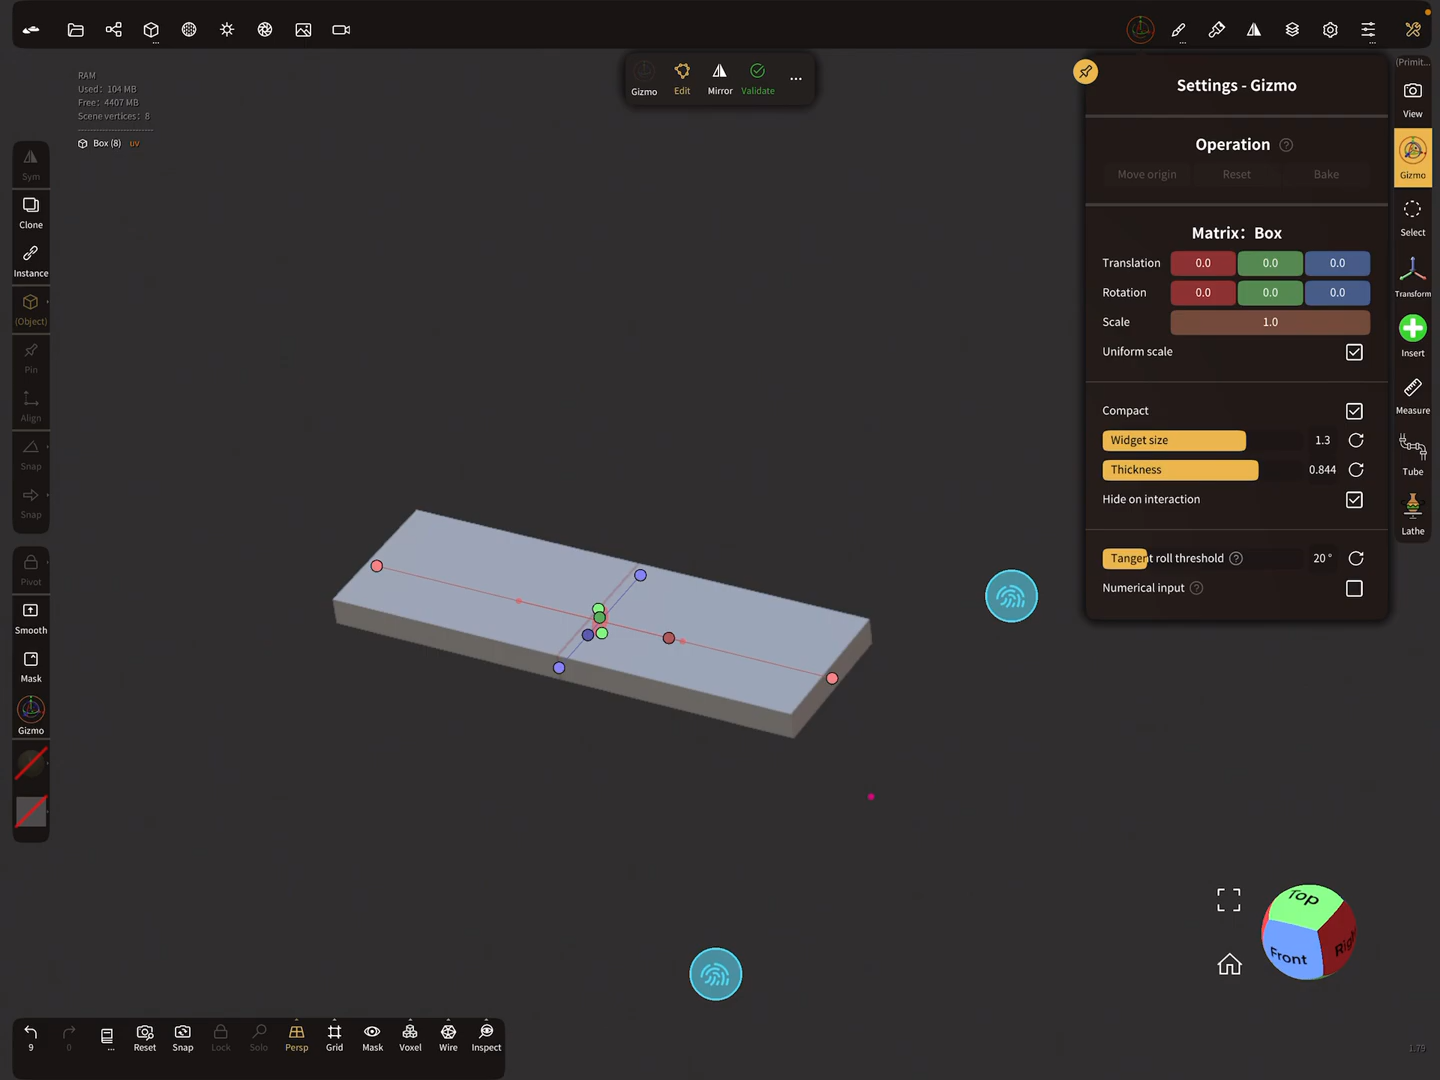 RAM
Used: 104 MB
Free: 4407 MB
Scene vertices: 8
Box (8) UV
Gizmo Edit Mirror Validate ...
Settings - Gizmo
Operation ?
Move origin Reset Bake
Matrix: Box
Translation 0.0 0.0 0.0
Rotation 0.0 0.0 0.0
Scale 1.0
Uniform scale
Compact
Widget size 1.3
Thickness 0.844
Hide on interaction
Tangent roll threshold ? 20 °
Numerical input ?
(Primit...
View
Gizmo
Select
Transform
Insert
Measure
Tube
Lathe
Sym
Clone
Instance
(Object)
Pin
Align
Snap
Snap
Pivot
Smooth
Mask
Gizmo
Top
Front
Rig
9 0 ... Reset Snap Lock Solo Persp Grid Mask Voxel Wire Inspect
1.79